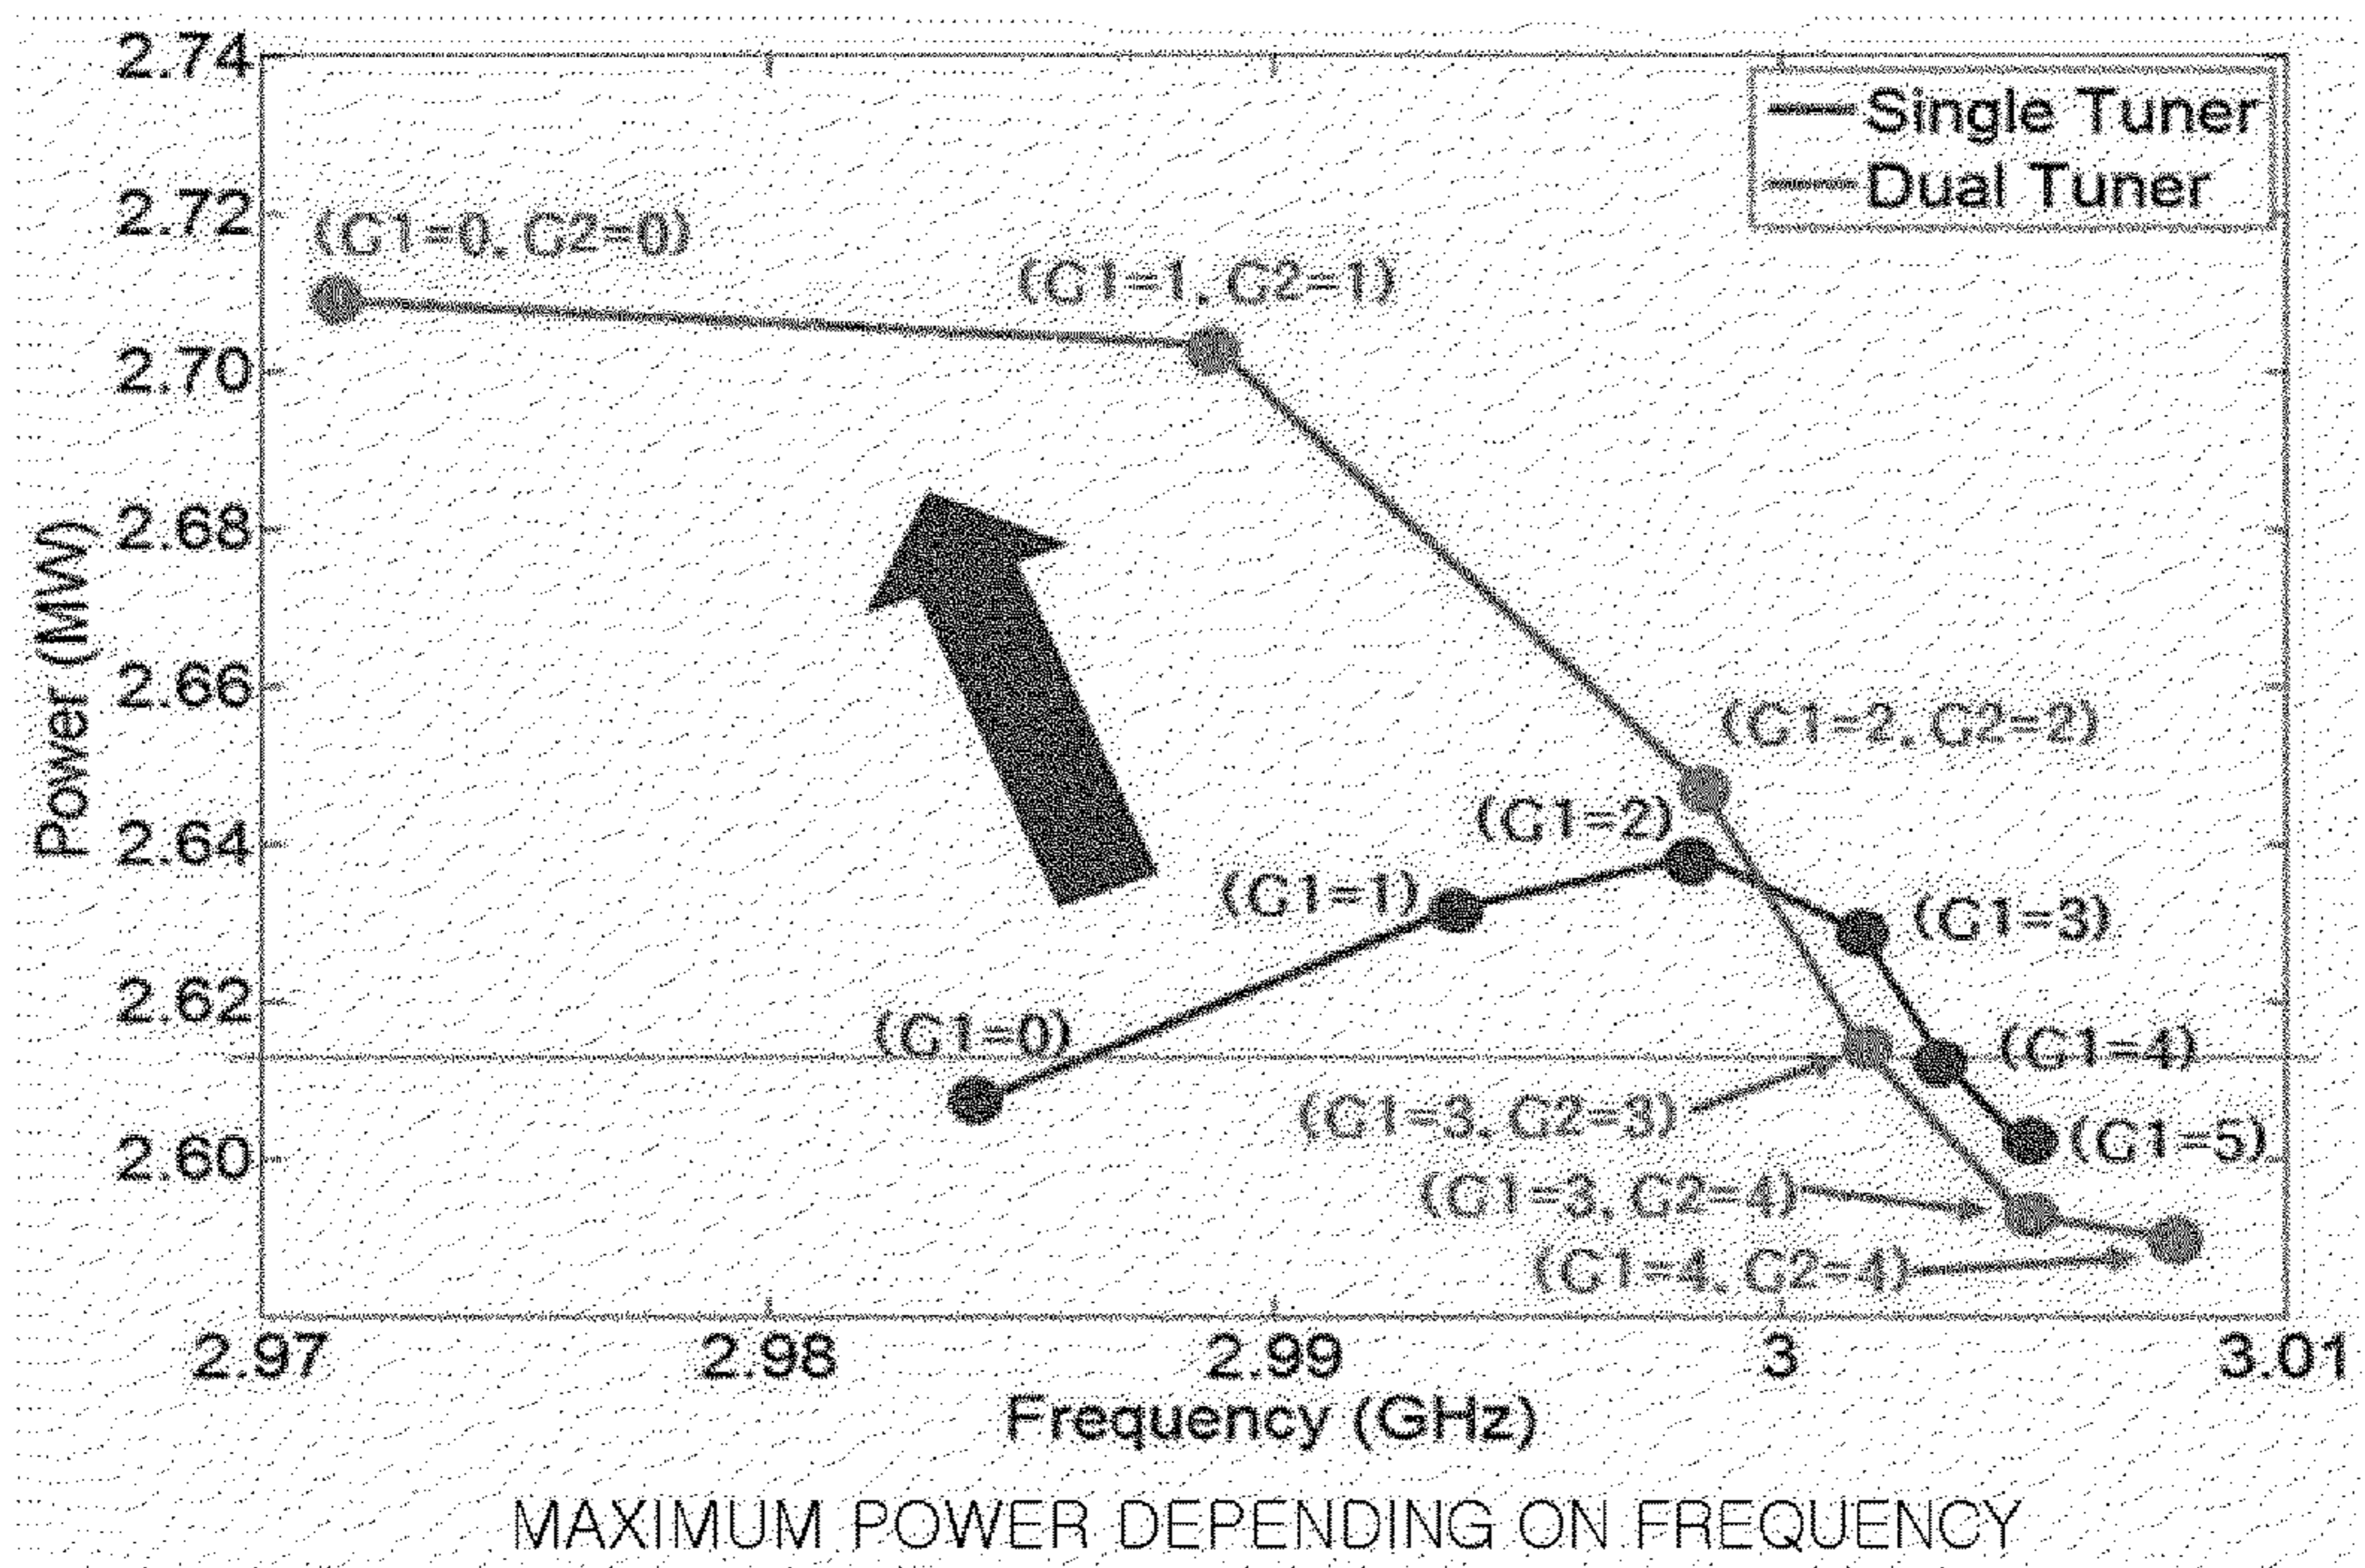 2.74
Single Tuner
Dual Tuner
2.72
(G1=0, G2=0)
(G1=1, G2=1)
2.70
2.68
Power (MW)
2.66
(G1=2, G2=2)
(G1=2)
2.64
(G1=1)
(G1=3)
2.62
(G1=0)
(G1=4)
(G1=3, G2=3)
2.60
(G1=5)
(G1=3, G2=4)
(G1=4, G2=4)
2.97
2.98
2.99
3
3.01
Frequency (GHz)
MAXIMUM POWER DEPENDING ON FREQUENCY